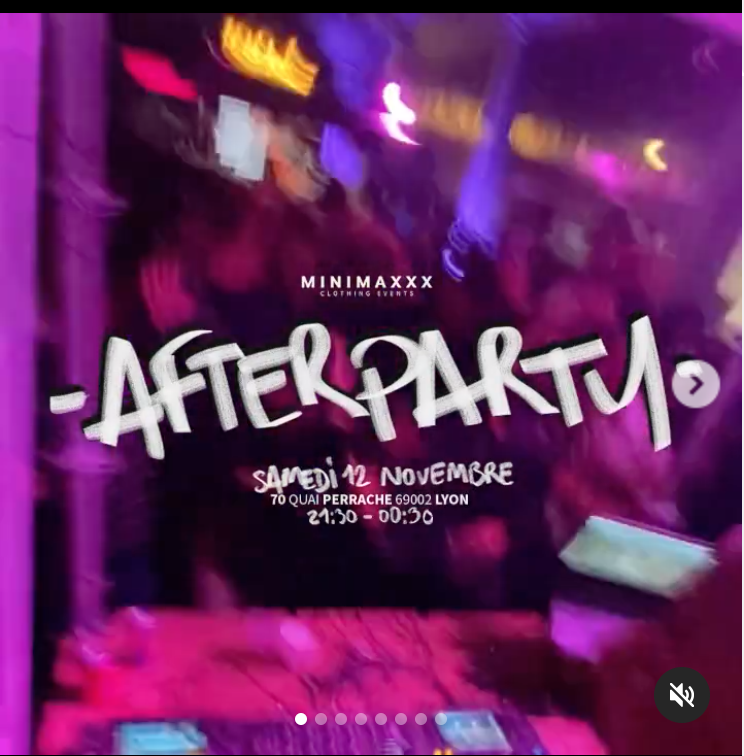 MINIMAXXX
CLOTHING EVENTS
-AFTERPARTY-
SAMEDI 12 NOVEMBRE
70 QUAI PERRACHE 69002 LYON
21:30 - 00:30